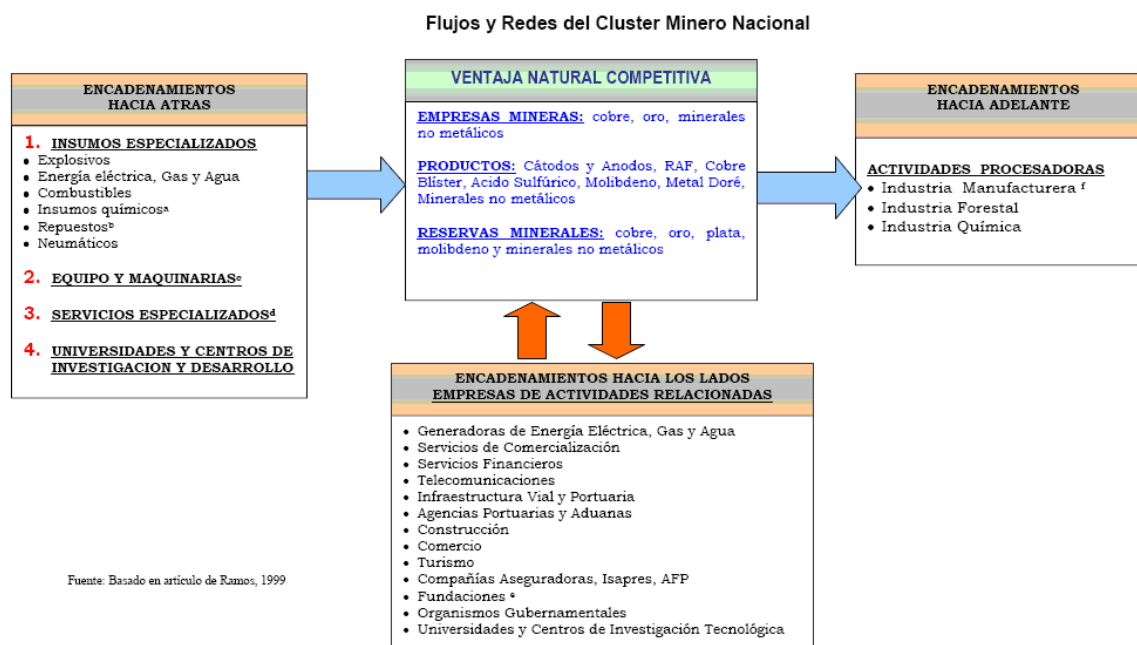 Flujos y Redes del Cluster Minero Nacional
ENCADENAMIENTOS
HACIA ATRAS
1. INSUMOS ESPECIALIZADOS
• Explosivos
• Energía eléctrica, Gas y Agua
• Combustibles
• Insumos químicosᵃ
• Repuestosᵇ
• Neumáticos
2. EQUIPO Y MAQUINARIASᶜ
3. SERVICIOS ESPECIALIZADOSᵈ
4. UNIVERSIDADES Y CENTROS DE
INVESTIGACION Y DESARROLLO
VENTAJA NATURAL COMPETITIVA
EMPRESAS MINERAS: cobre, oro, minerales
no metálicos
PRODUCTOS: Cátodos y Anodos, RAF, Cobre
Blíster, Acido Sulfúrico, Molibdeno, Metal Doré,
Minerales no metálicos
RESERVAS MINERALES: cobre, oro, plata,
molibdeno y minerales no metálicos
ENCADENAMIENTOS
HACIA ADELANTE
ACTIVIDADES PROCESADORAS
• Industria Manufacturera ᶠ
• Industria Forestal
• Industria Química
ENCADENAMIENTOS HACIA LOS LADOS
EMPRESAS DE ACTIVIDADES RELACIONADAS
• Generadoras de Energía Eléctrica, Gas y Agua
• Servicios de Comercialización
• Servicios Financieros
• Telecomunicaciones
• Infraestructura Vial y Portuaria
• Agencias Portuarias y Aduanas
• Construcción
• Comercio
• Turismo
• Compañías Aseguradoras, Isapres, AFP
• Fundaciones ᵉ
• Organismos Gubernamentales
• Universidades y Centros de Investigación Tecnológica
Fuente: Basado en artículo de Ramos, 1999